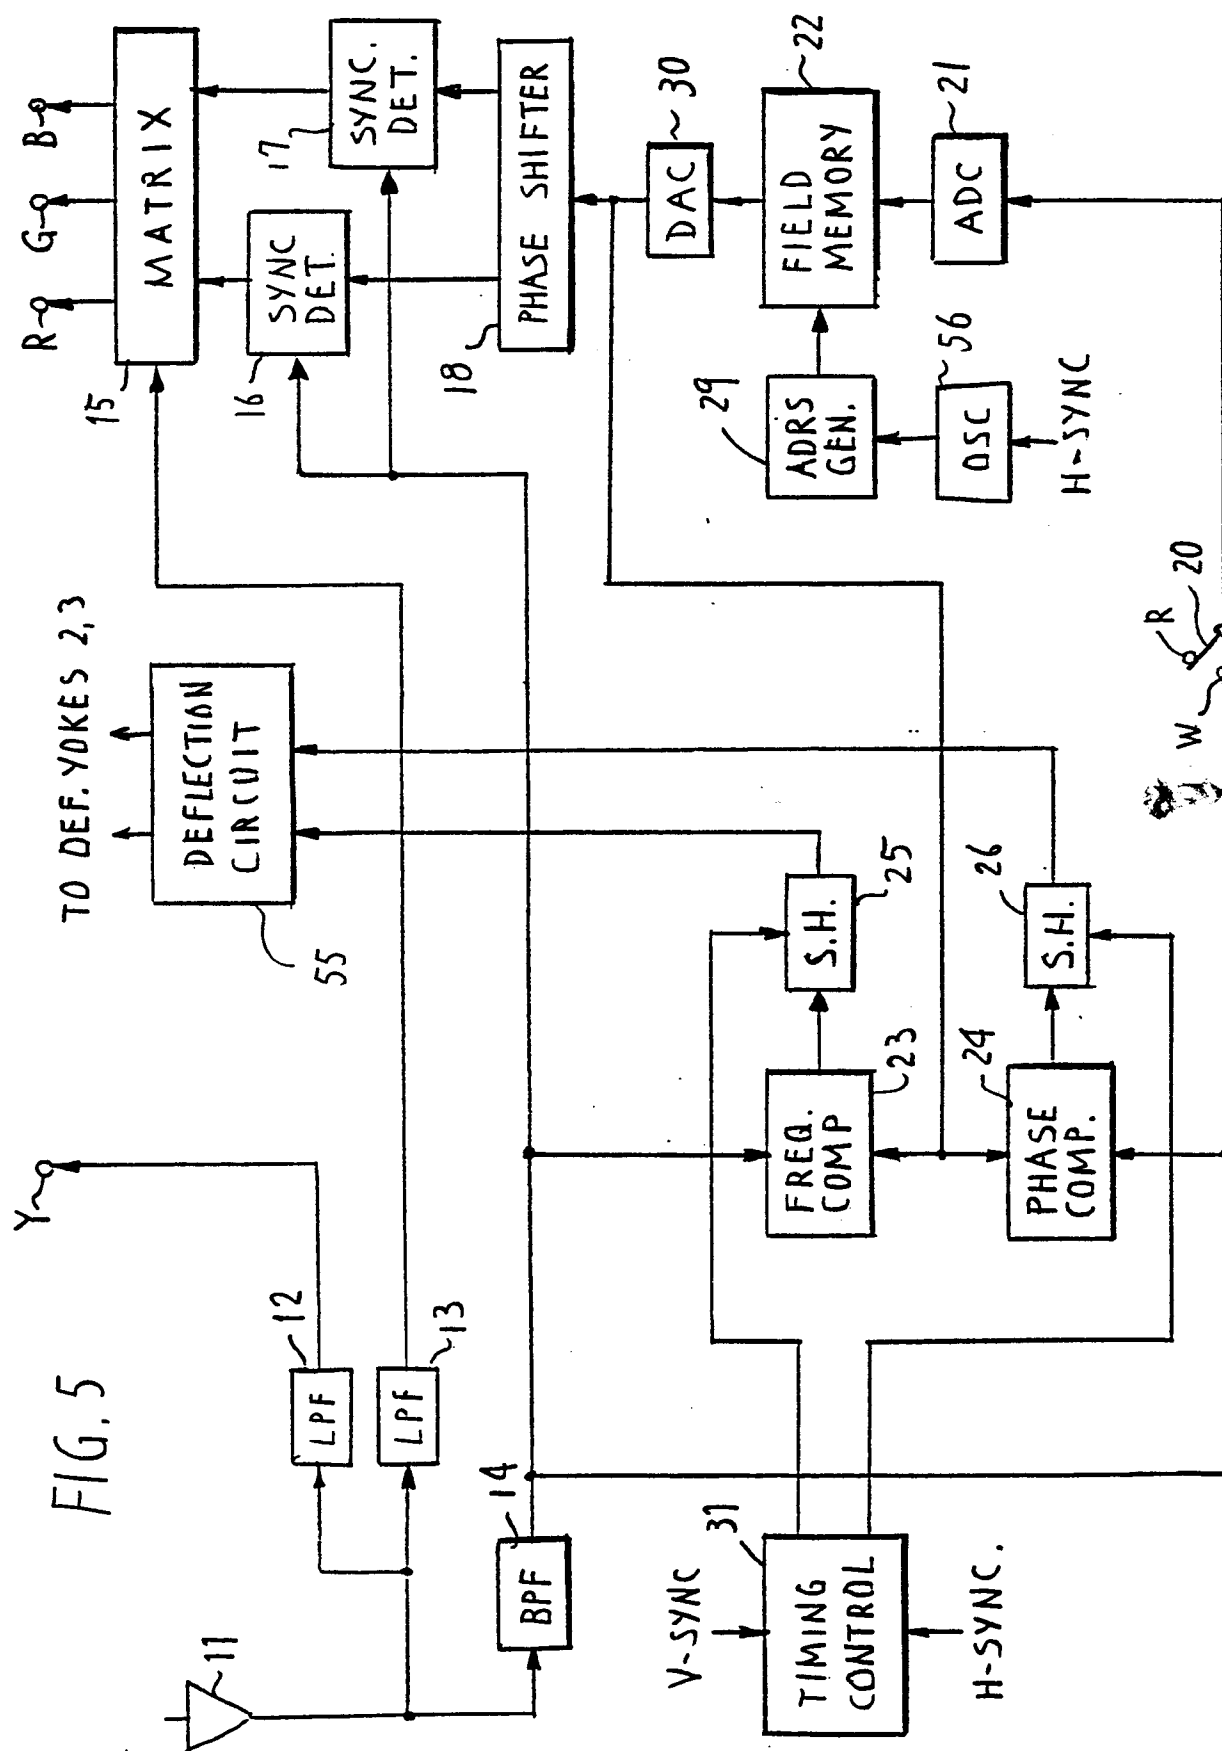 FIG. 5
11
12
LPF
13
LPF
14
BPF
Y
TO DEF. YOKES 2,3
DEFLECTION
CIRCUIT
55
R
G
B
15
MATRIX
16
SYNC
DET.
17
SYNC.
DET.
18
PHASE SHIFTER
V-SYNC
31
TIMING
CONTROL
H-SYNC.
FREQ.
COMP
23
S.H.
25
24
PHASE
COMP.
S.H.
26
DAC
30
FIELD
MEMORY
22
ADC
21
29
ADRS
GEN.
OSC
56
H-SYNC
W
R
20